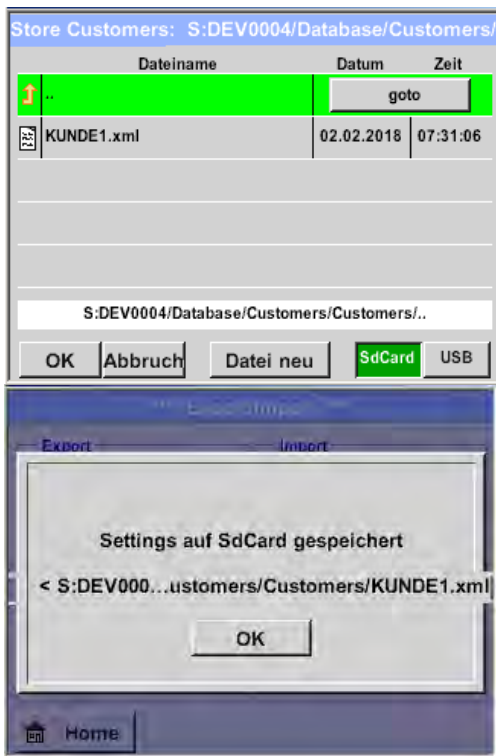 Store Customers: S:DEV0004/Database/Customers/
Dateiname Datum Zeit
.. goto
KUNDE1.xml 02.02.2018 07:31:06
S:DEV0004/Database/Customers/Customers/..
OK Abbruch Datei neu SdCard USB
Export Import
Settings auf SdCard gespeichert
< S:DEV000...ustomers/Customers/KUNDE1.xml
OK
Home